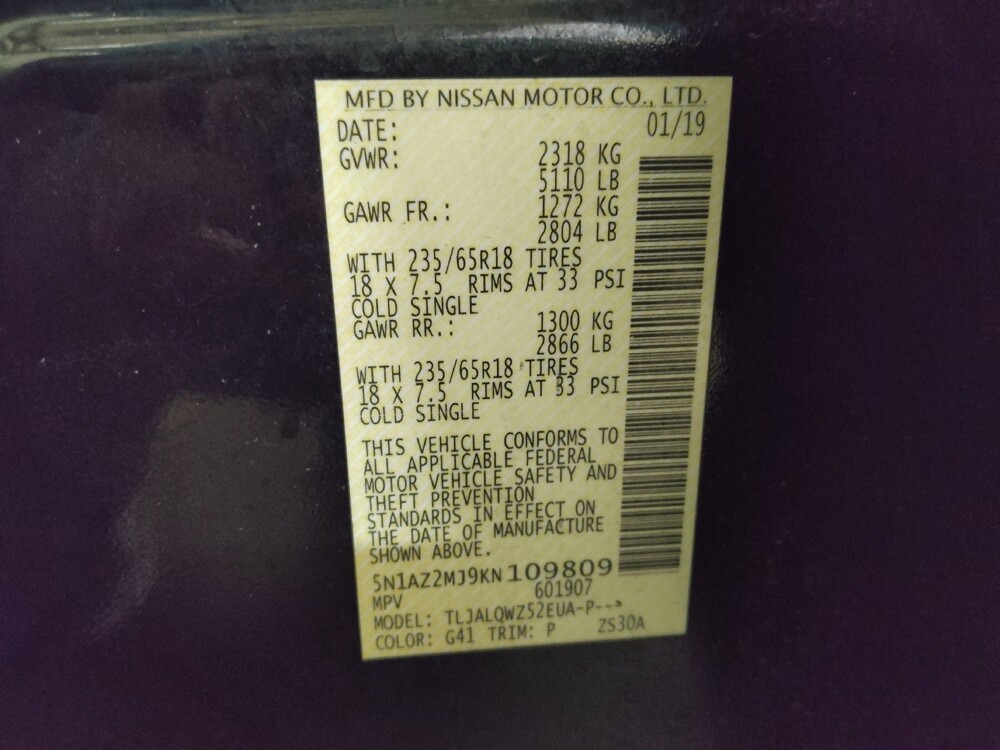 MFD BY NISSAN MOTOR CO., LTD.
DATE: 01/19
GVWR: 2318 KG
5110 LB
GAWR FR.: 1272 KG
2804 LB
WITH 235/65R18 TIRES
18 X 7.5 RIMS AT 33 PSI
COLD SINGLE
GAWR RR.: 1300 KG
2866 LB
WITH 235/65R18 TIRES
18 X 7.5 RIMS AT 33 PSI
COLD SINGLE
THIS VEHICLE CONFORMS TO
ALL APPLICABLE FEDERAL
MOTOR VEHICLE SAFETY AND
THEFT PREVENTION
STANDARDS IN EFFECT ON
THE DATE OF MANUFACTURE
SHOWN ABOVE.
5N1AZ2MJ9KN109809
MPV 601907
MODEL: TLJALQWZ52EUA-P---
COLOR: G41 TRIM: P ZS30A